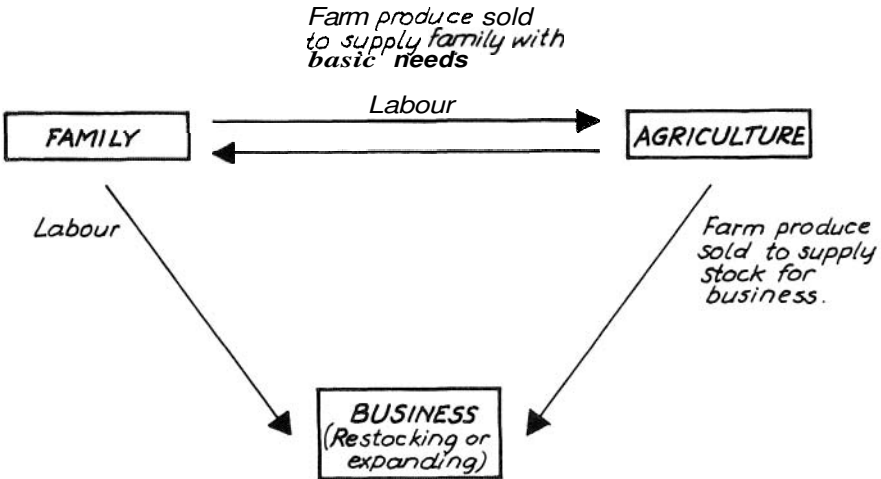 Farm produce sold
to supply family with
basic needs
Labour
FAMILY
AGRICULTURE
Labour
Farm produce
sold to supply
stock for
business.
BUSINESS
(Restocking or
expanding)